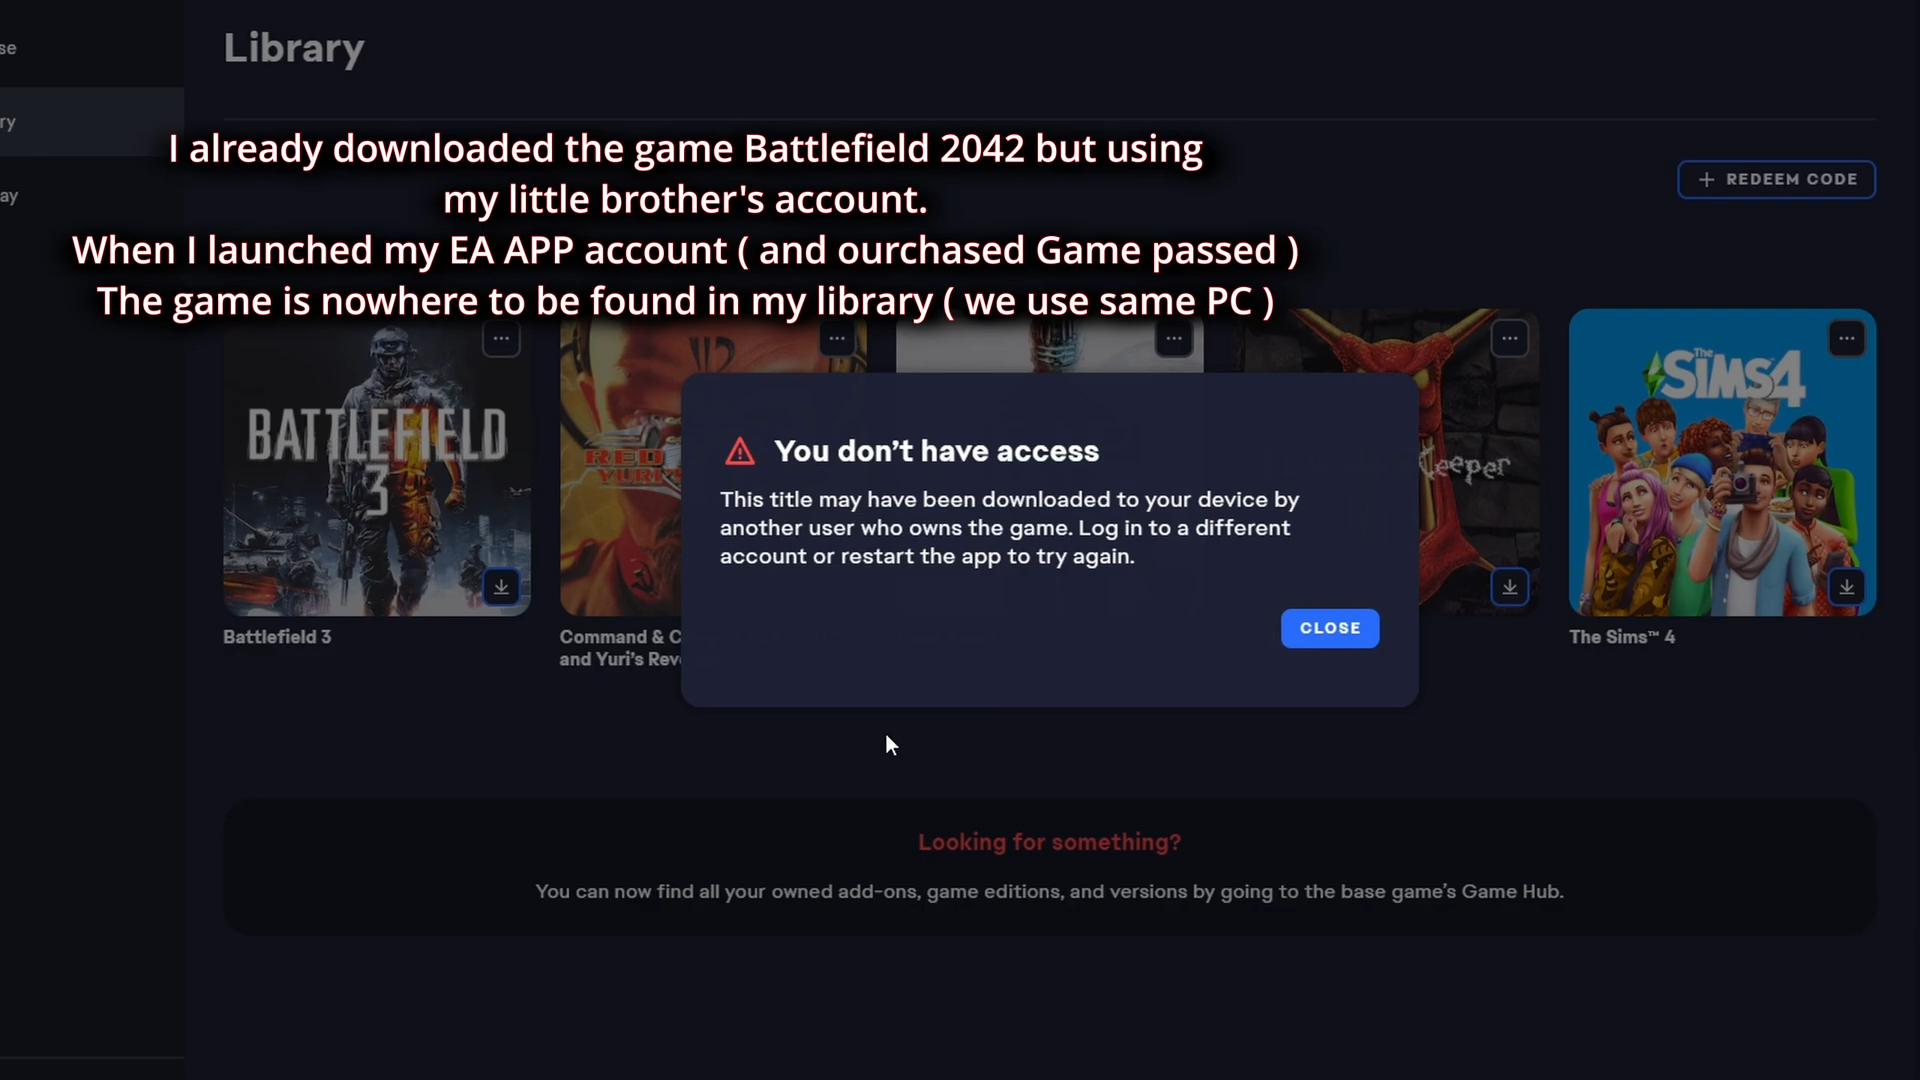 se
Library
ry
I already downloaded the game Battlefield 2042 but using
my little brother's account.
ay
+ REDEEM CODE
When I launched my EA APP account ( and ourchased Game passed )
The game is nowhere to be found in my library ( we use same PC )
BATTLEFIELD
3
RED
YURI'S
Keeper
The SiMS4
You don't have access
This title may have been downloaded to your device by
another user who owns the game. Log in to a different
account or restart the app to try again.
CLOSE
Battlefield 3
Command & C
and Yuri's Reve
The Sims™ 4
Looking for something?
You can now find all your owned add-ons, game editions, and versions by going to the base game's Game Hub.